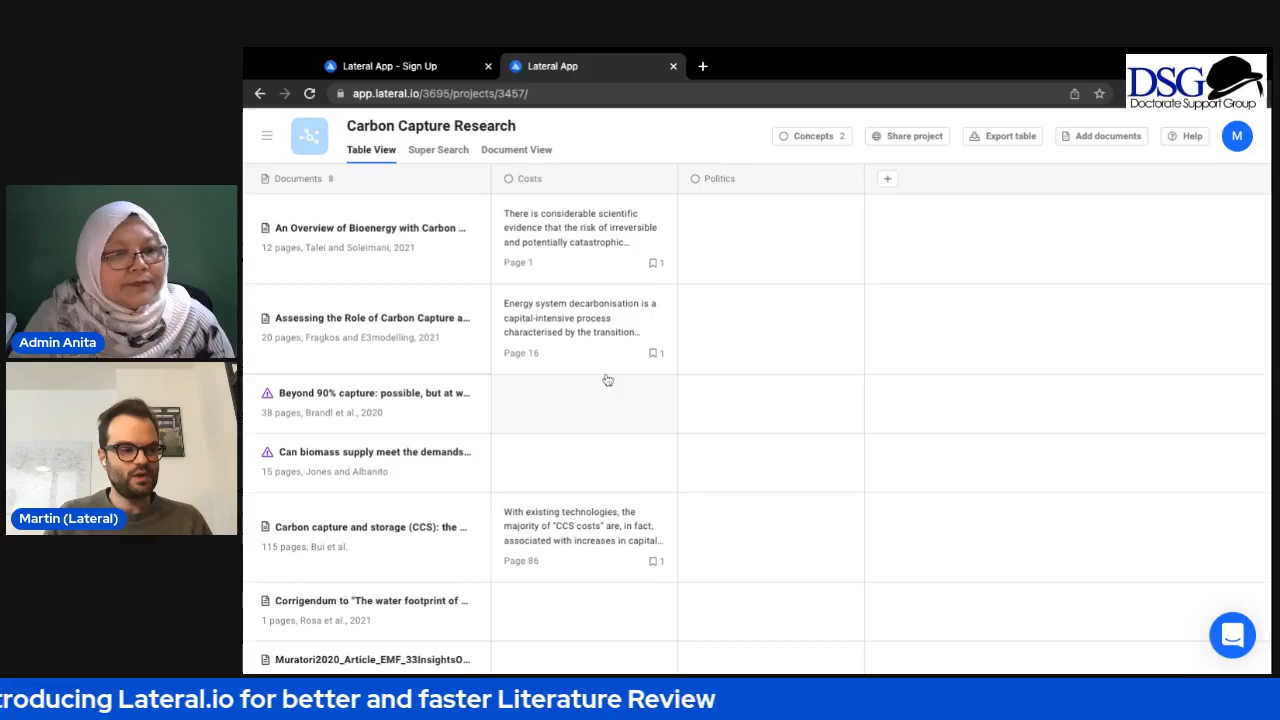 Lateral App - Sign Up
Lateral App
app.lateral.io/3695/projects/3457/
DSG
Doctorate Support Group
Carbon Capture Research
Table View Super Search Document View
Concepts 2
Share project
Export table
Add documents
Help
M
Documents 8
Costs
Politics
An Overview of Bioenergy with Carbon ...
12 pages, Talei and Soleimani, 2021
There is considerable scientific
evidence that the risk of irreversible
and potentially catastrophic...
Page 1
1
Assessing the Role of Carbon Capture a...
20 pages, Fragkos and E3modelling, 2021
Energy system decarbonisation is a
capital-intensive process
characterised by the transition...
Page 16
1
Beyond 90% capture: possible, but at w...
38 pages, Brandl et al., 2020
Can biomass supply meet the demands...
15 pages, Jones and Albanito
Carbon capture and storage (CCS): the ...
115 pages, Bui et al.
With existing technologies, the
majority of "CCS costs" are, in fact,
associated with increases in capital...
Page 86
1
Corrigendum to "The water footprint of ...
1 pages, Rosa et al., 2021
Muratori2020_Article_EMF_33InsightsO...
Admin Anita
Martin (Lateral)
troducing Lateral.io for better and faster Literature Review